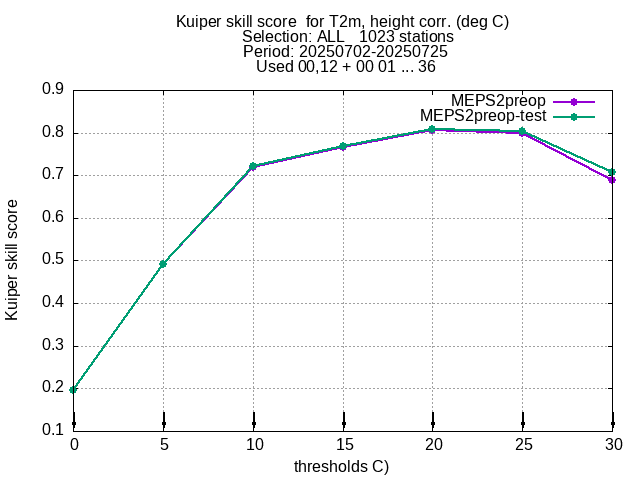 Kuiper skill score  for T2m, height corr. (deg C)
Selection: ALL   1023 stations
Period: 20250702-20250725
Used 00,12 + 00 01 ... 36
MEPS2preop
MEPS2preop-test
0.9
0.8
0.7
0.6
0.5
0.4
0.3
0.2
0.1
Kuiper skill score
0 5 10 15 20 25 30
thresholds C)